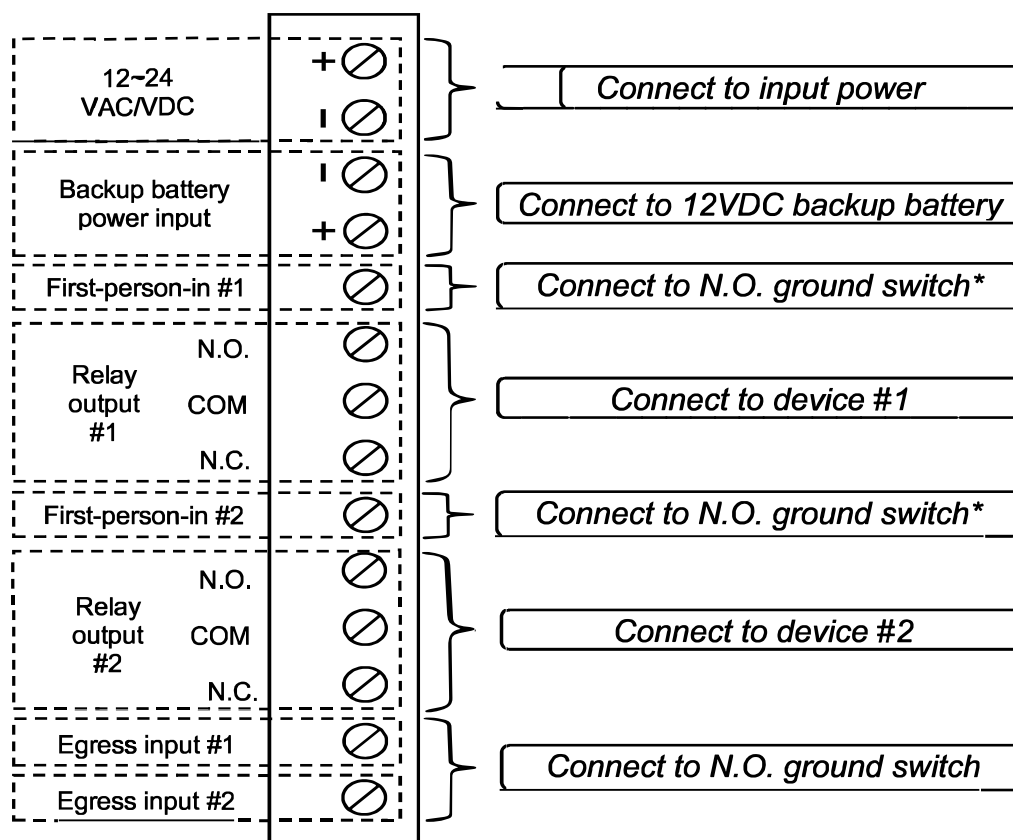 12~24
VAC/VDC
+
-
Connect to input power
Backup battery
power input
-
+
Connect to 12VDC backup battery
First-person-in #1
Connect to N.O. ground switch*
Relay
output
#1
N.O.
COM
N.C.
Connect to device #1
First-person-in #2
Connect to N.O. ground switch*
Relay
output
#2
N.O.
COM
N.C.
Connect to device #2
Egress input #1
Egress input #2
Connect to N.O. ground switch